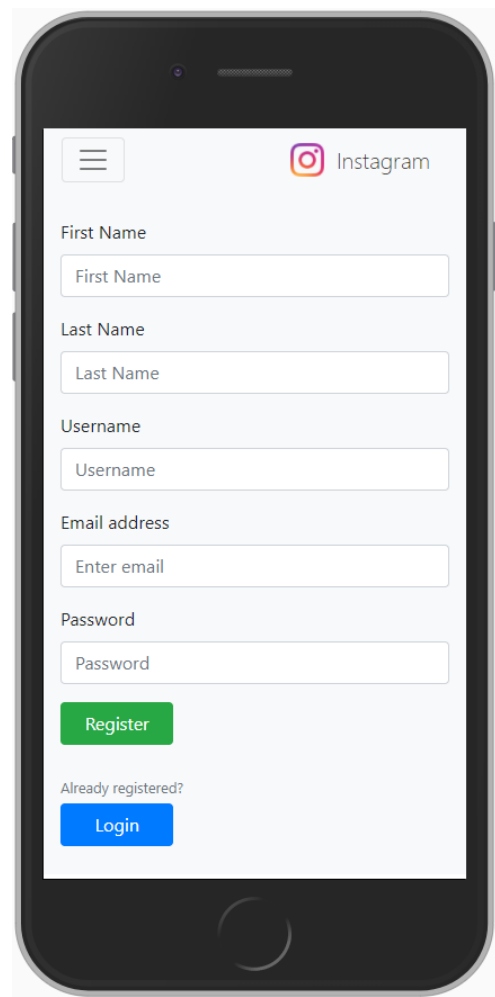 Instagram
First Name
First Name
Last Name
Last Name
Username
Username
Email address
Enter email
Password
Password
Register
Already registered?
Login